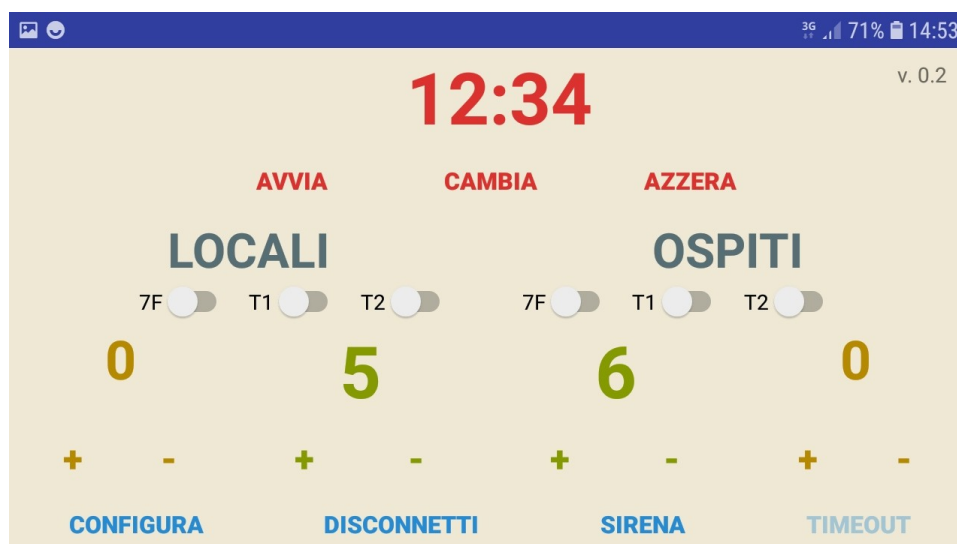 3G 71% 14:53
v. 0.2
12:34
AVVIA CAMBIA AZZERA
LOCALI OSPITI
7F T1 T2 7F T1 T2
0 5 6 0
+ - + - + - + -
CONFIGURA DISCONNETTI SIRENA TIMEOUT